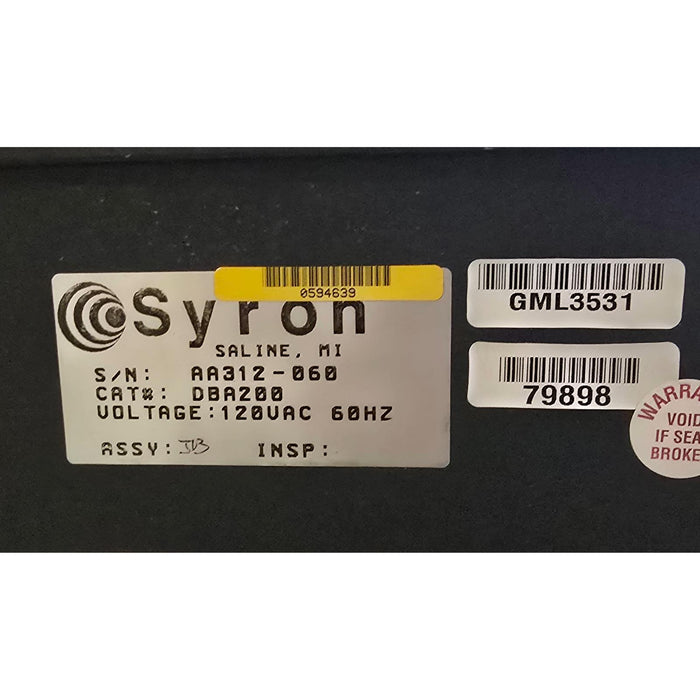 0594639
Syron
SALINE, MI
S/N: AA312-060
CAT#: DBA200
VOLTAGE:120VAC 60HZ
ASSY: JB INSP:
GML3531
79898
WARRA
VOID
IF SEA
BROKE